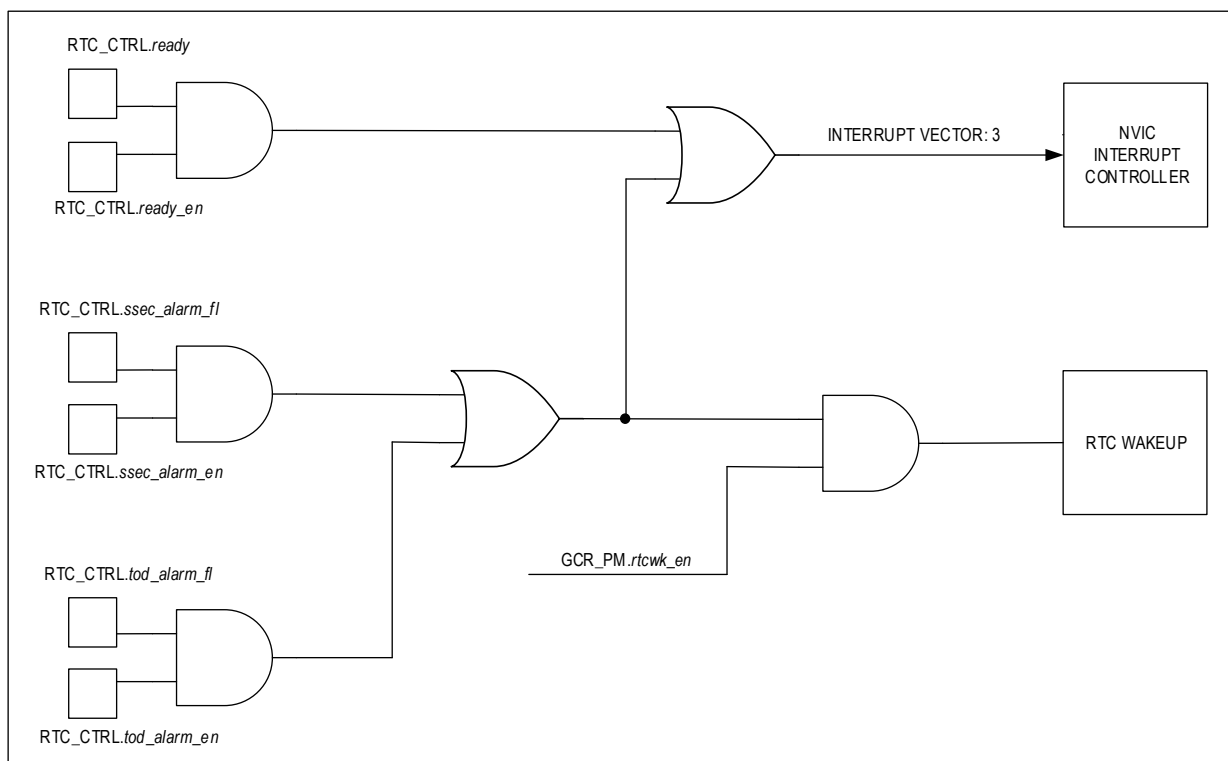 RTC_CTRL.ready
RTC_CTRL.ready_en
INTERRUPT VECTOR: 3
NVIC
INTERRUPT
CONTROLLER
RTC_CTRL.ssec_alarm_fl
RTC_CTRL.ssec_alarm_en
RTC WAKEUP
GCR_PM.rtcwk_en
RTC_CTRL.tod_alarm_fl
RTC_CTRL.tod_alarm_en